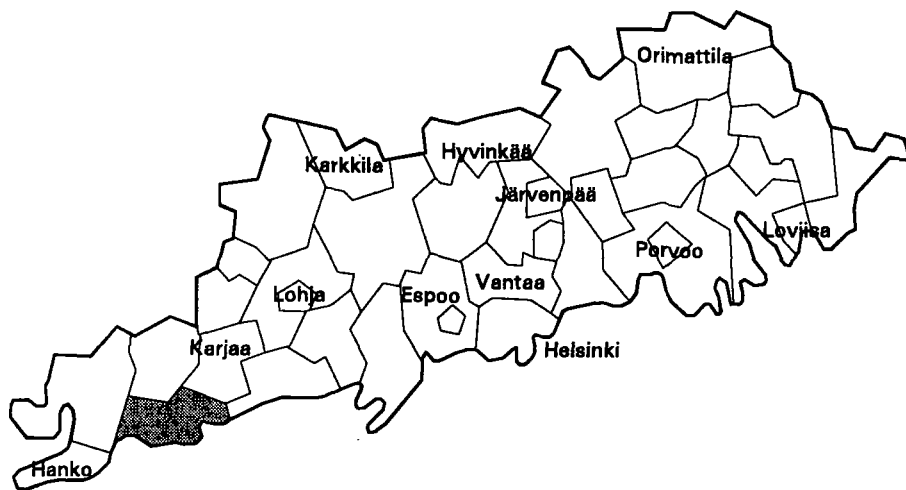 Orimattila
Karkkila
Hyvinkää
Järvenpää
Loviisa
Porvoo
Lohja
Espoo
Vantaa
Karjaa
Helsinki
Hanko